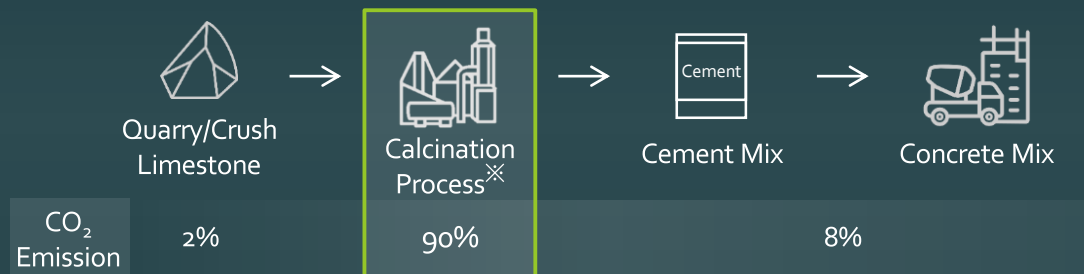 Cement
Quarry/Crush
Limestone
Calcination
Process※
Cement Mix
Concrete Mix
CO₂
Emission
2%
90%
8%